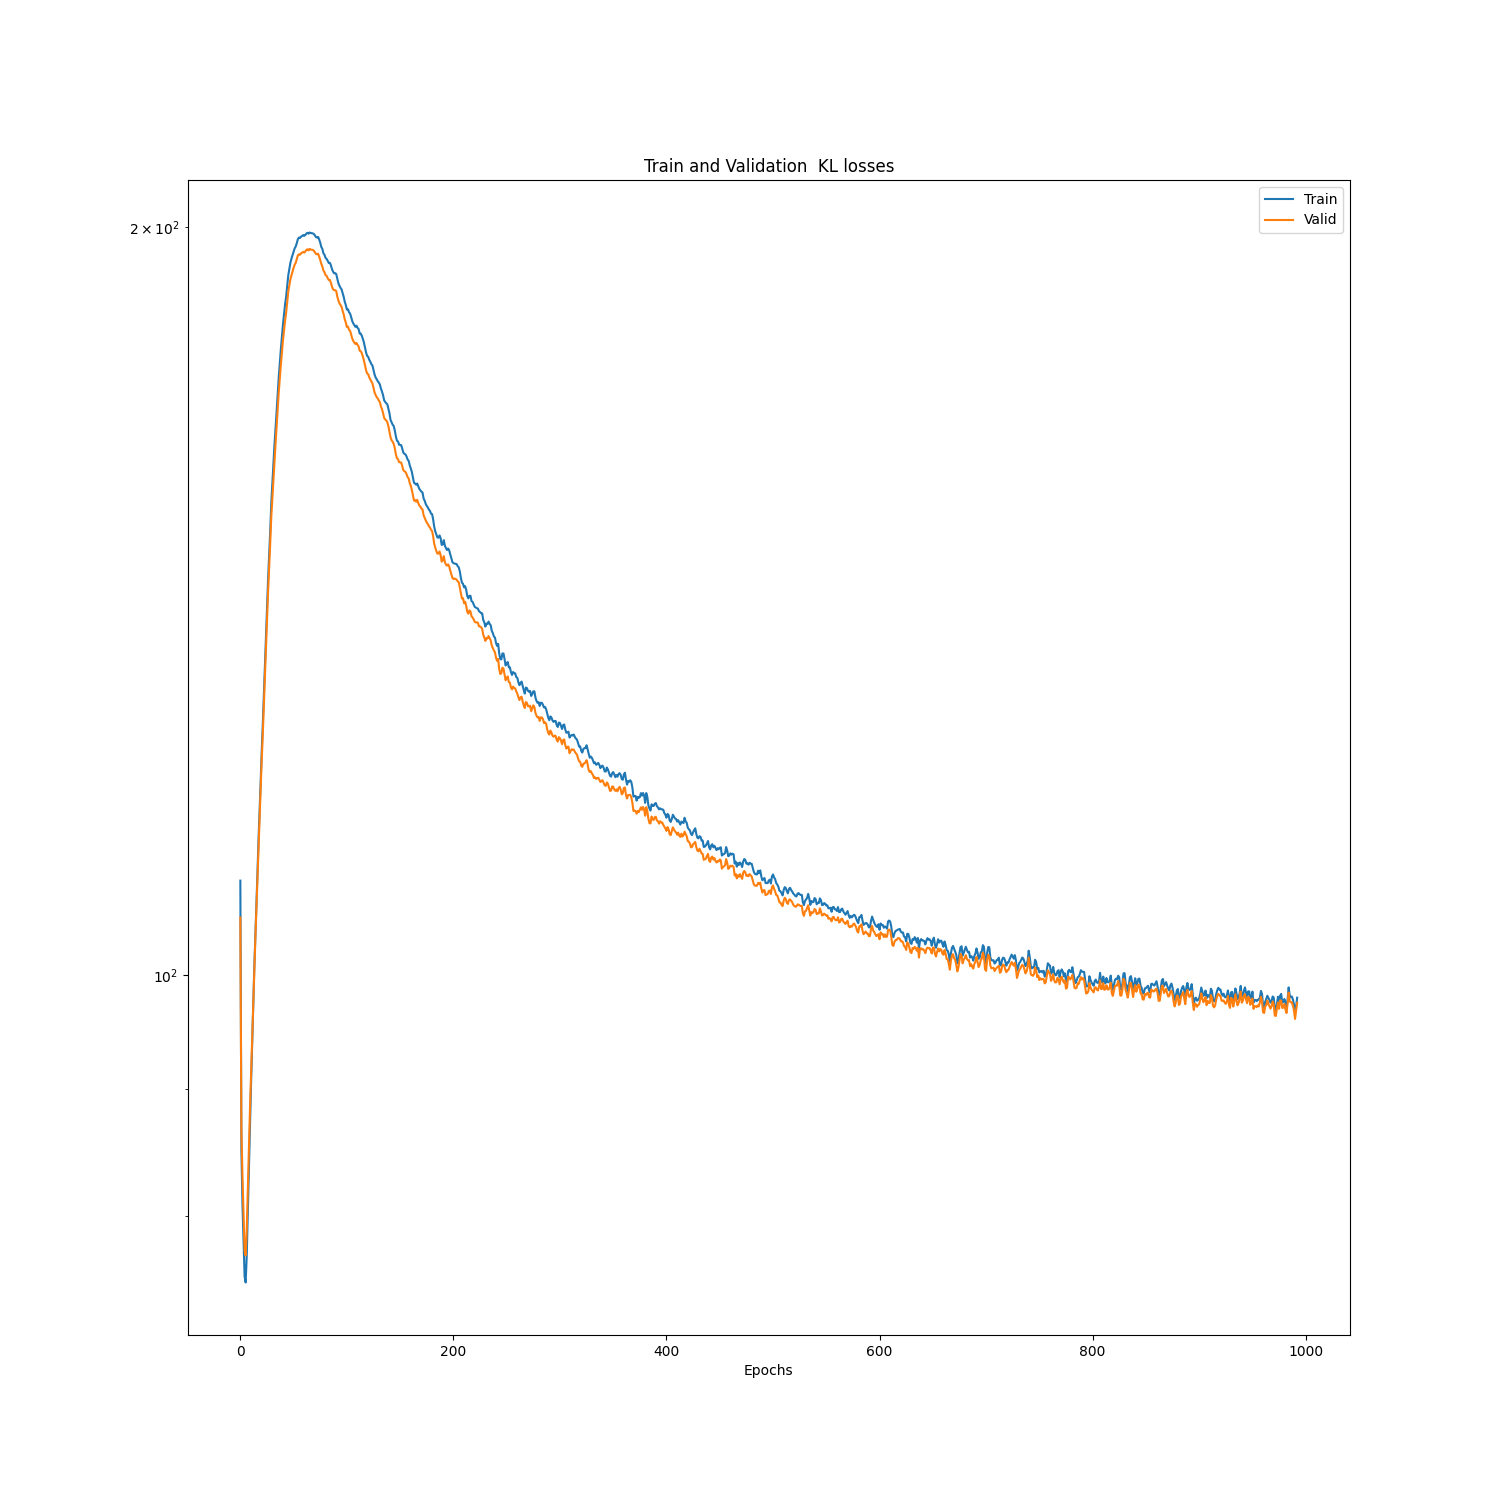 Train and Validation  KL losses
Train
Valid
2 × 10²
10²
0 200 400 600 800 1000
Epochs